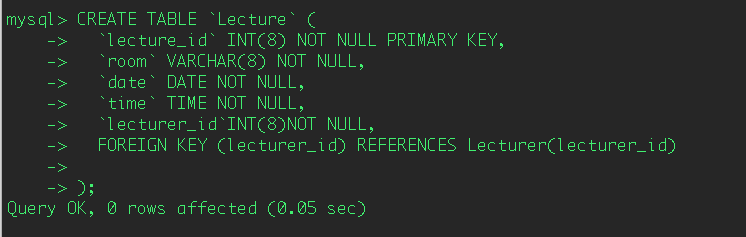 mysql> CREATE TABLE `Lecture` (
    ->   `lecture_id` INT(8) NOT NULL PRIMARY KEY,
    ->   `room` VARCHAR(8) NOT NULL,
    ->   `date` DATE NOT NULL,
    ->   `time` TIME NOT NULL,
    ->   `lecturer_id`INT(8)NOT NULL,
    ->   FOREIGN KEY (lecturer_id) REFERENCES Lecturer(lecturer_id)
    ->
    -> );
Query OK, 0 rows affected (0.05 sec)